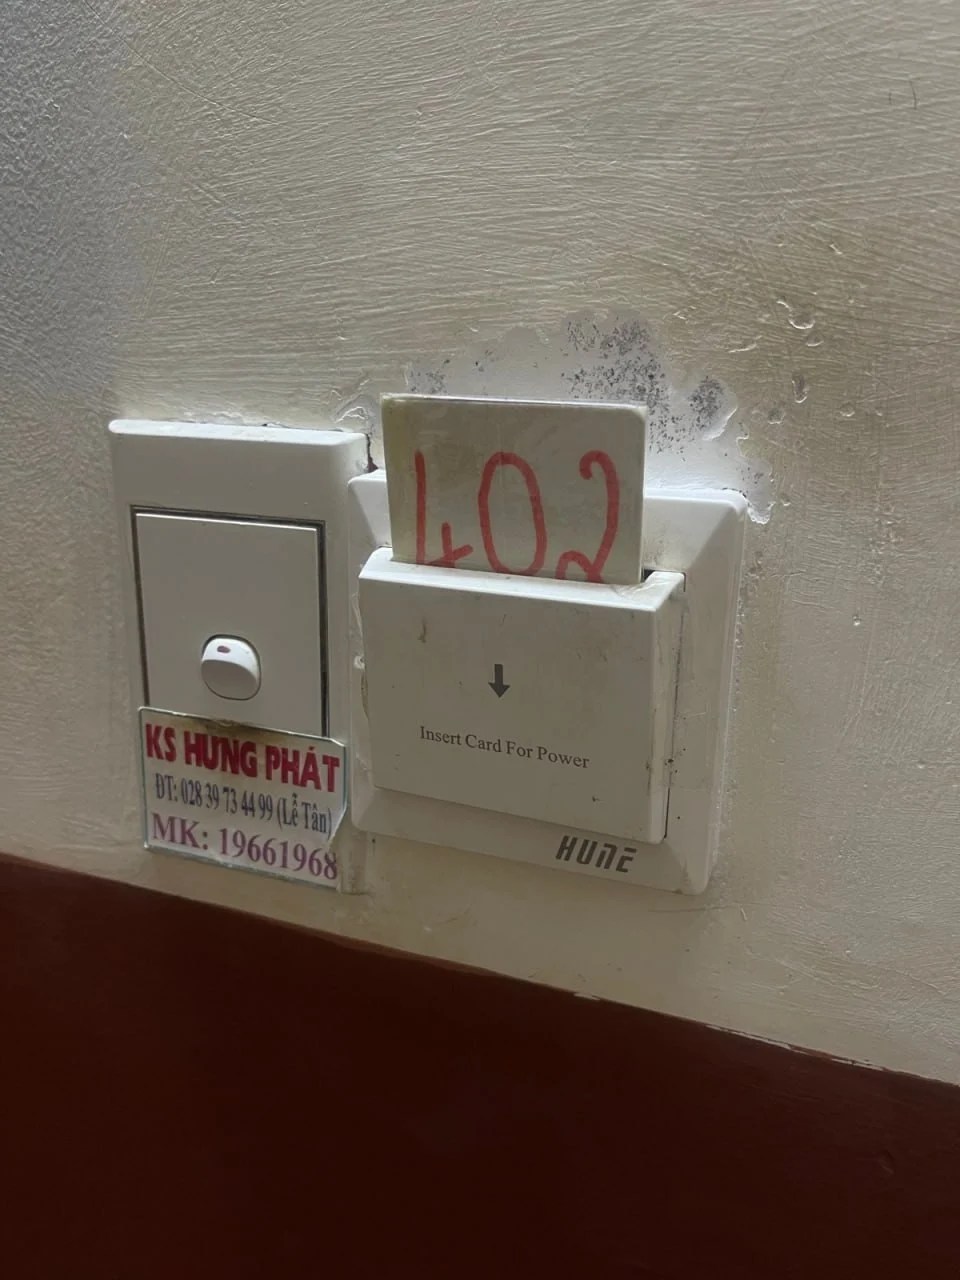 402
Insert Card For Power
HUNE
KS HƯNG PHÁT
ĐT: 028 39 73 44 99 (Lễ Tân)
MK: 19661968